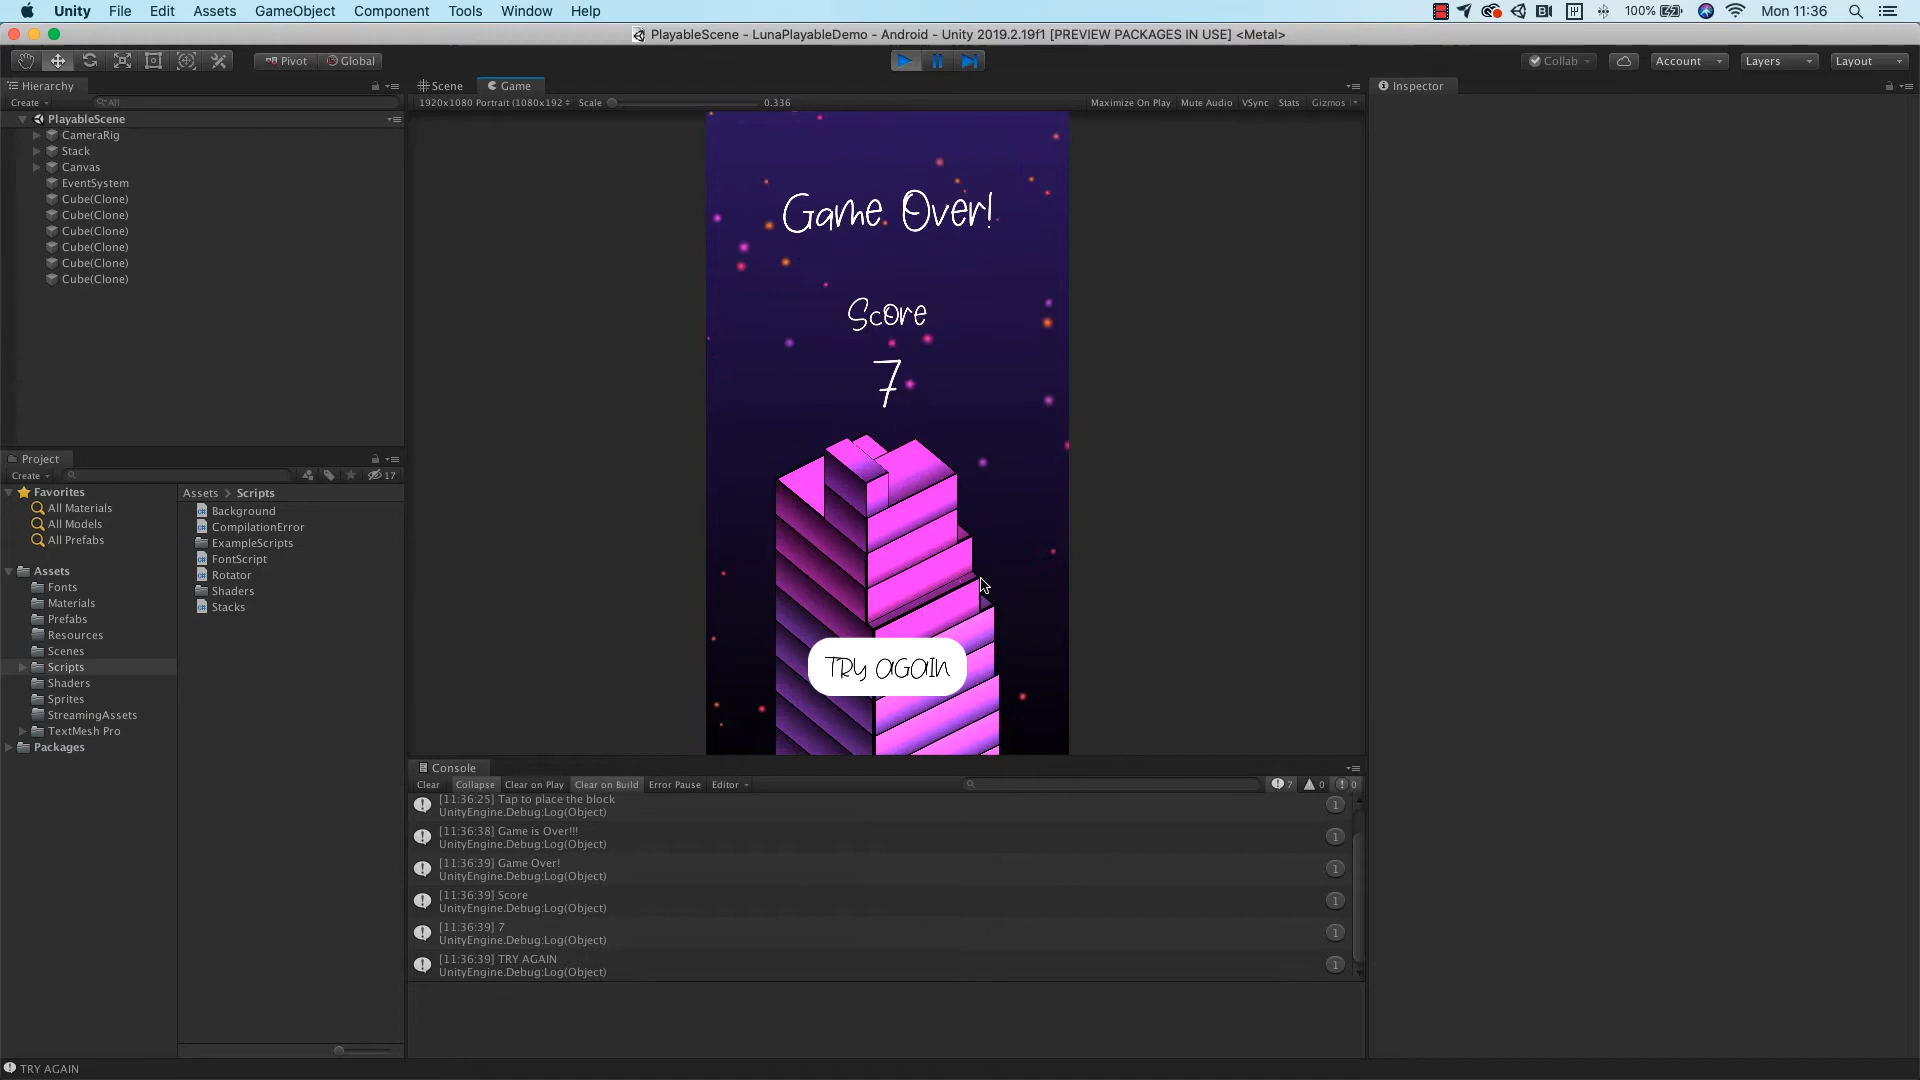 Unity File Edit Assets GameObject Component Tools Window Help 100% Mon 11:36
PlayableScene - LunaPlayableDemo - Android - Unity 2019.2.19f1 [PREVIEW PACKAGES IN USE] <Metal>
Pivot Global Collab Account Layers Layout
Hierarchy
Create All
PlayableScene
CameraRig
Stack
Canvas
EventSystem
Cube(Clone)
Cube(Clone)
Cube(Clone)
Cube(Clone)
Cube(Clone)
Cube(Clone)
Scene Game
1920x1080 Portrait (1080x192 Scale 0.336 Maximize On Play Mute Audio VSync Stats Gizmos
Game Over!
Score
7
TRY AGAIN
Inspector
Project
Create 17
Favorites
All Materials
All Models
All Prefabs
Assets
Fonts
Materials
Prefabs
Resources
Scenes
Scripts
Shaders
Sprites
StreamingAssets
TextMesh Pro
Packages
Assets > Scripts
Background
CompilationError
ExampleScripts
FontScript
Rotator
Shaders
Stacks
Console
Clear Collapse Clear on Play Clear on Build Error Pause Editor 7 0 0
[11:36:25] Tap to place the block
UnityEngine.Debug:Log(Object) 1
[11:36:38] Game is Over!!!
UnityEngine.Debug:Log(Object) 1
[11:36:39] Game Over!
UnityEngine.Debug:Log(Object) 1
[11:36:39] Score
UnityEngine.Debug:Log(Object) 1
[11:36:39] 7
UnityEngine.Debug:Log(Object) 1
[11:36:39] TRY AGAIN
UnityEngine.Debug:Log(Object) 1
TRY AGAIN